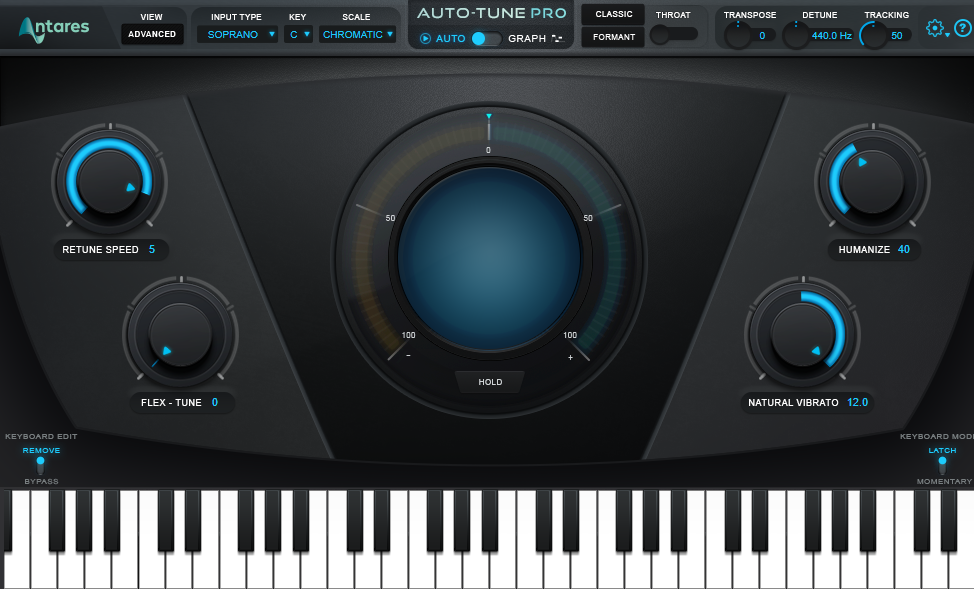 Antares
VIEW
ADVANCED
INPUT TYPE
SOPRANO
KEY
C
SCALE
CHROMATIC
AUTO-TUNE PRO
AUTO
GRAPH
CLASSIC
FORMANT
THROAT
TRANSPOSE
0
DETUNE
440.0 Hz
TRACKING
50
?
0
50
50
100
100
−
+
HOLD
RETUNE SPEED 5
HUMANIZE 40
FLEX - TUNE 0
NATURAL VIBRATO 12.0
KEYBOARD EDIT
REMOVE
BYPASS
KEYBOARD MODE
LATCH
MOMENTARY